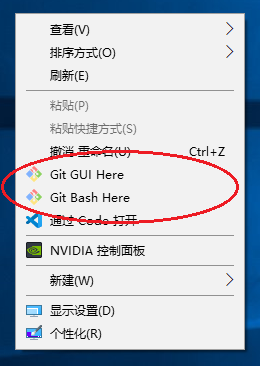 查看(V)
排序方式(O)
刷新(E)
粘贴(P)
粘贴快捷方式(S)
撤消 重命名(U) Ctrl+Z
Git GUI Here
Git Bash Here
通过 Code 打开
NVIDIA 控制面板
新建(W)
显示设置(D)
个性化(R)